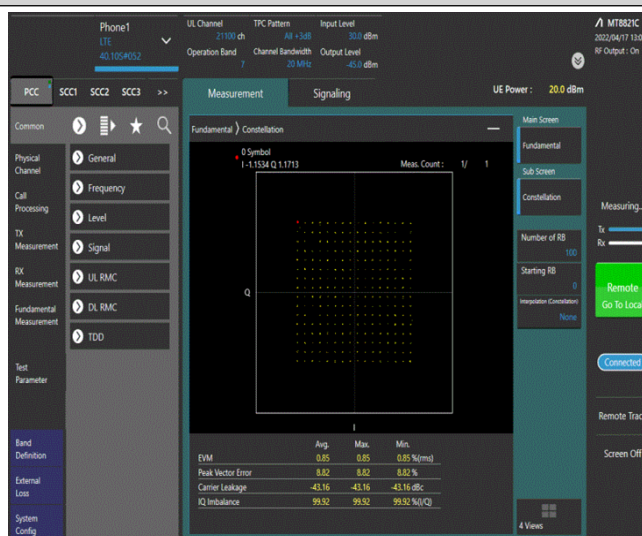 Phone1
LTE
40.10S#052
UL Channel TPC Pattern Input Level
21100 ch All +3dB 30.0 dBm
Operation Band Channel Bandwidth Output Level
7 20 MHz -45.0 dBm
MT8821C
2022/04/17 13:0
RF Output : On
PCC SCC1 SCC2 SCC3 >>
Measurement Signaling
UE Power : 20.0 dBm
Common
Physical
Channel
Call
Processing
TX
Measurement
RX
Measurement
Fundamental
Measurement
Test
Parameter
Band
Definition
External
Loss
System
Config
General
Frequency
Level
Signal
UL RMC
DL RMC
TDD
Fundamental Constellation
0 Symbol
I -1.1534 Q 1.1713 Meas. Count : 1/ 1
Q
I
Avg. Max. Min.
EVM 0.85 0.85 0.85 %(rms)
Peak Vector Error 8.82 8.82 8.82 %
Carrier Leakage -43.16 -43.16 -43.16 dBc
IQ Imbalance 99.92 99.92 99.92 %(I/Q)
Main Screen
Fundamental
Sub Screen
Constellation
Number of RB
100
Starting RB
0
Interpolation (Constellation)
None
4 Views
Measuring..
Tx
Rx
Remote
Go To Loca
Connected
Remote Trac
Screen Off